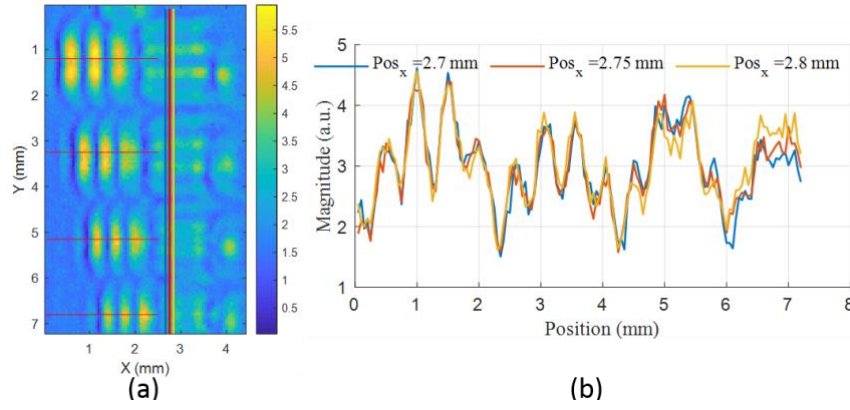 1
2
3
4
5
6
7
Y (mm)
1 2 3 4
X (mm)
5.5
5
4.5
4
3.5
3
2.5
2
1.5
1
0.5
(a)
5
4
3
2
1
Magnitude (a.u.)
Pos_x =2.7 mm Pos_x =2.75 mm Pos_x =2.8 mm
0 1 2 3 4 5 6 7 8
Position (mm)
(b)